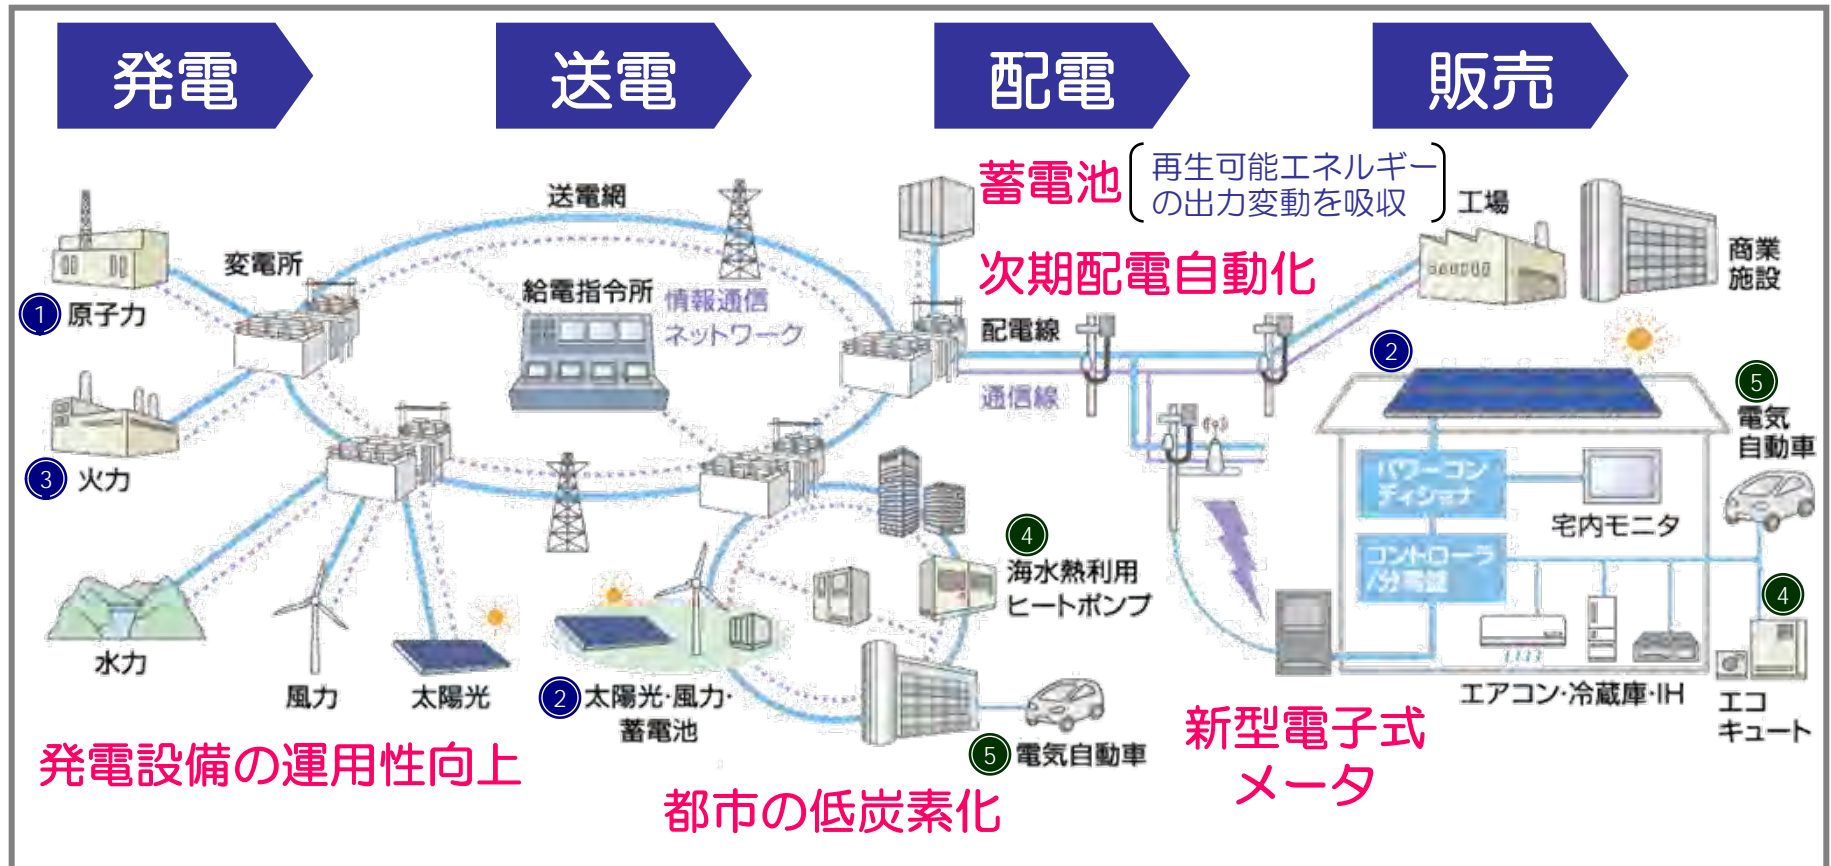 発電
送電
配電
販売
蓄電池
再生可能エネルギー
の出力変動を吸収
次期配電自動化
送電網
変電所
給電指令所
情報通信
ネットワーク
1 原子力
3 火力
水力
風力
太陽光
発電設備の運用性向上
2 太陽光・風力・
蓄電池
都市の低炭素化
4
海水熱利用
ヒートポンプ
5 電気自動車
配電線
通信線
工場
商業
施設
2
パワーコン
ディショナ
宅内モニタ
コントローラ
/分電盤
エアコン・冷蔵庫・IH
5
電気
自動車
4
エコ
キュート
新型電子式
メータ